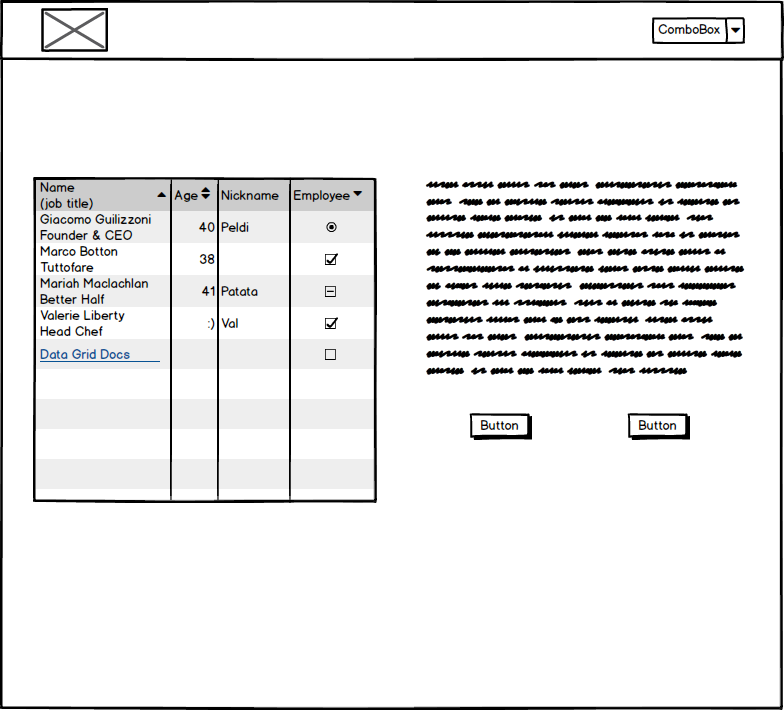 ComboBox
Name
(job title)
Age
Nickname
Employee
Giacomo Guilizzoni
Founder & CEO
40
Peldi
Marco Botton
Tuttofare
38
Mariah Maclachlan
Better Half
41
Patata
Valerie Liberty
Head Chef
:)
Val
Data Grid Docs
Button
Button